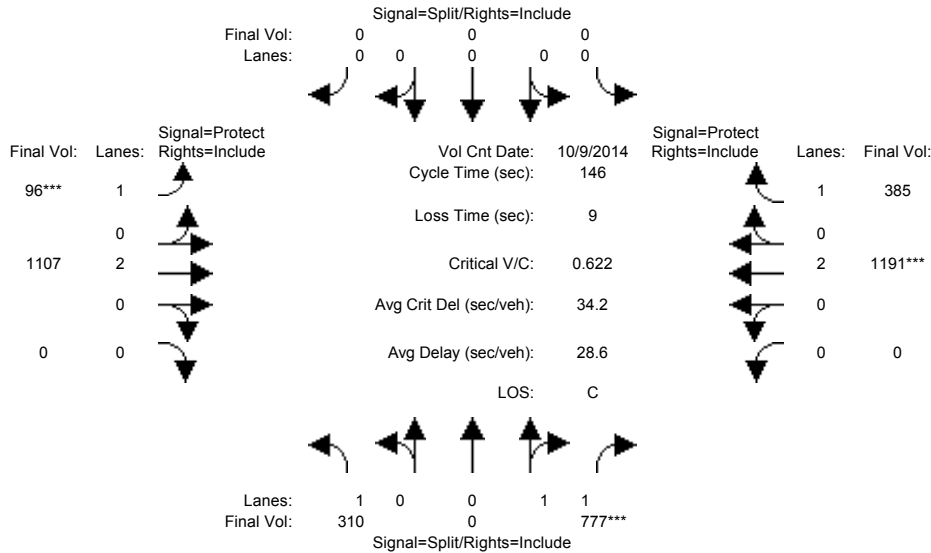 Signal=Split/Rights=Include
Final Vol: 0 0 0
Lanes: 0 0 0 0 0
Signal=Protect Signal=Protect
Final Vol: Lanes: Rights=Include Vol Cnt Date: 10/9/2014 Rights=Include Lanes: Final Vol:
Cycle Time (sec): 146
96*** 1 1 385
Loss Time (sec): 9
0 0
1107 2 Critical V/C: 0.622 2 1191***
0 Avg Crit Del (sec/veh): 34.2 0
0 0 Avg Delay (sec/veh): 28.6 0 0
LOS: C
Lanes: 1 0 0 1 1
Final Vol: 310 0 777***
Signal=Split/Rights=Include